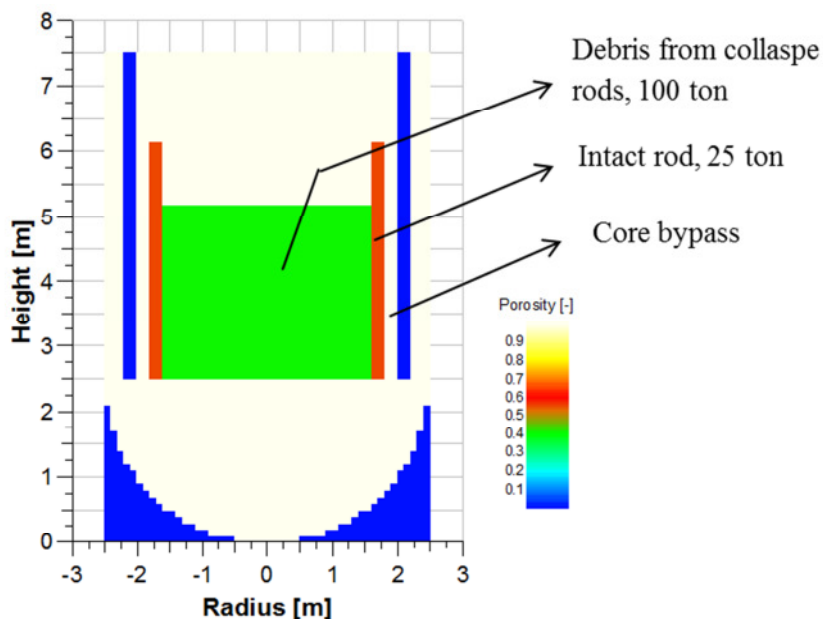 8
7
6
5
4
3
2
1
0
Height [m]
-3 -2 -1 0 1 2 3
Radius [m]
Debris from collaspe
rods, 100 ton
Intact rod, 25 ton
Core bypass
Porosity [-]
0.9
0.8
0.7
0.6
0.5
0.4
0.3
0.2
0.1